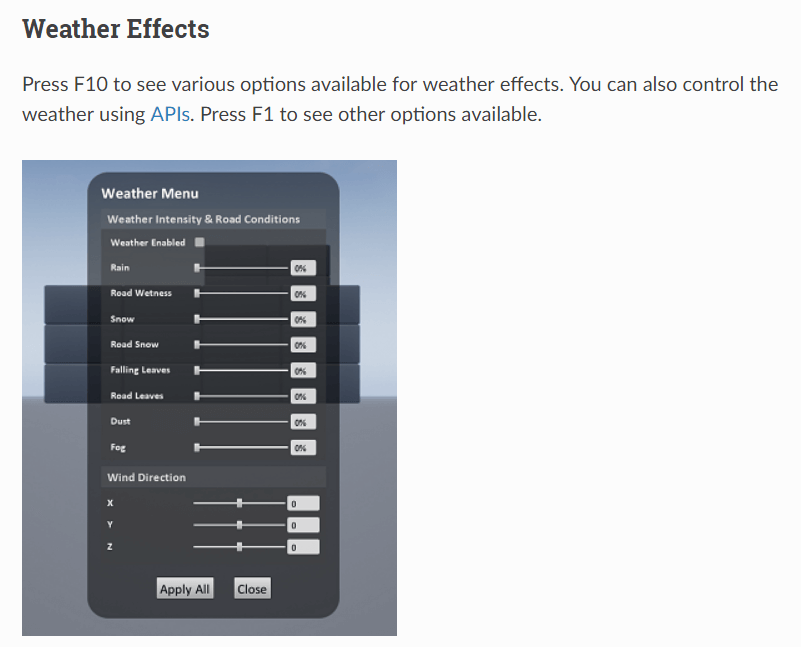 Weather Effects
Press F10 to see various options available for weather effects. You can also control the
weather using APIs. Press F1 to see other options available.
Weather Menu
Weather Intensity & Road Conditions
Weather Enabled
Rain 0%
Road Wetness 0%
Snow 0%
Road Snow 0%
Falling Leaves 0%
Road Leaves 0%
Dust 0%
Fog 0%
Wind Direction
X 0
Y 0
Z 0
Apply All Close